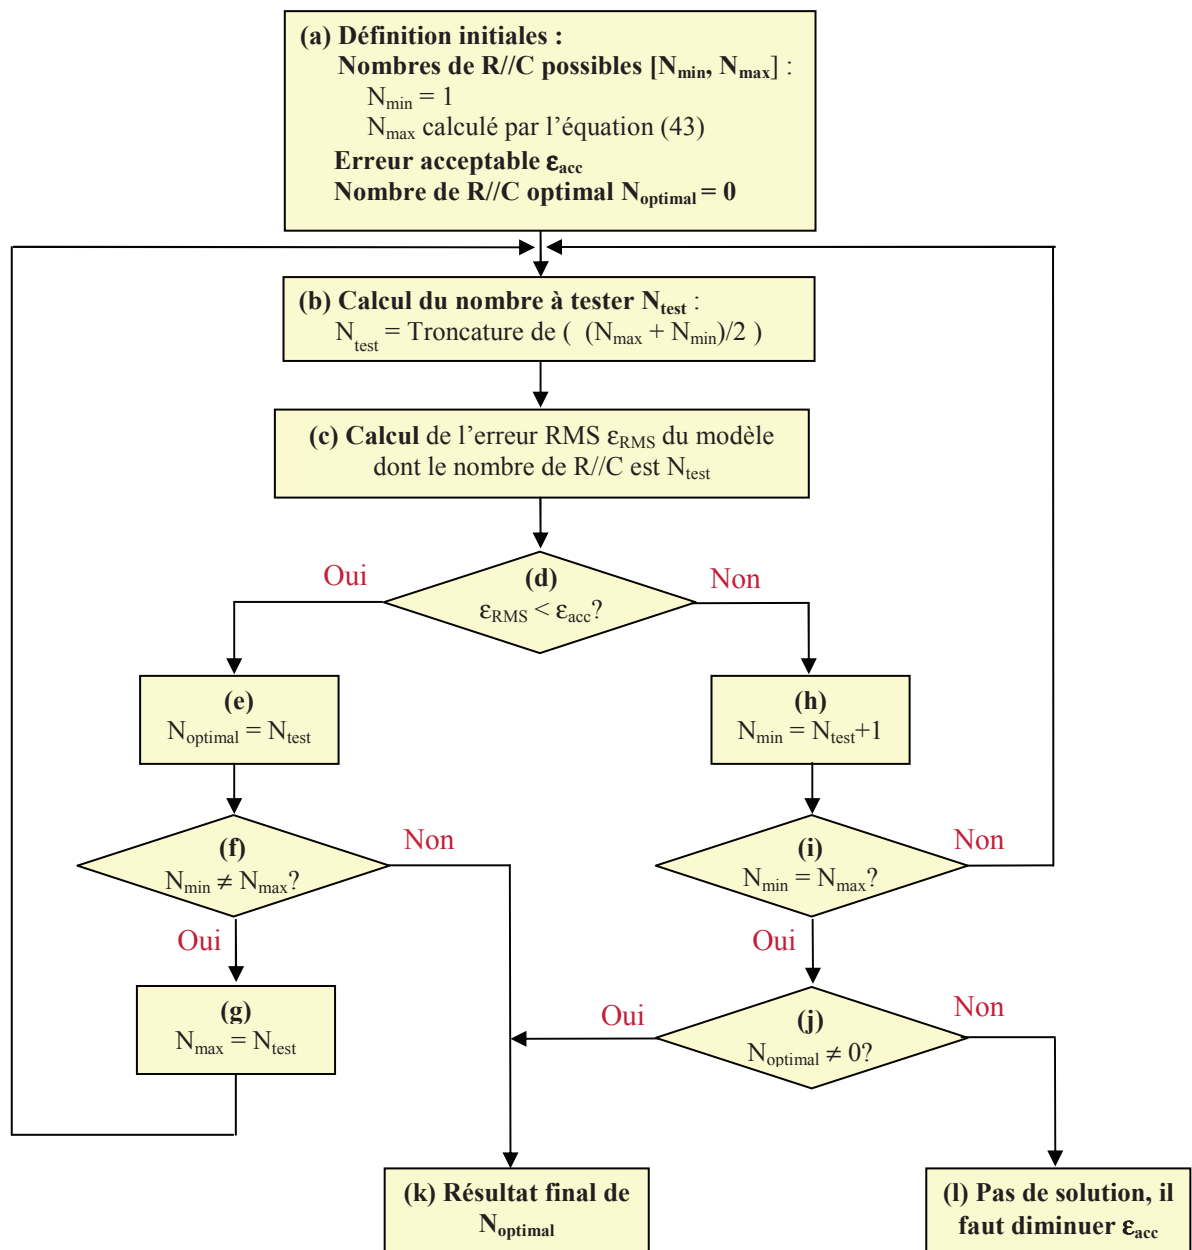 (a) Définition initiales :
Nombres de R//C possibles [Nmin, Nmax] :
Nmin = 1
Nmax calculé par l'équation (43)
Erreur acceptable εacc
Nombre de R//C optimal Noptimal = 0
(b) Calcul du nombre à tester Ntest :
Ntest = Troncature de ( (Nmax + Nmin)/2 )
(c) Calcul de l'erreur RMS εRMS du modèle
dont le nombre de R//C est Ntest
Oui
(d)
Non
εRMS < εacc?
(e)
Noptimal = Ntest
(h)
Nmin = Ntest+1
(f)
Non
Nmin ≠ Nmax?
(i)
Non
Nmin = Nmax?
Oui
Oui
(g)
Nmax = Ntest
Oui
(j)
Non
Noptimal ≠ 0?
(k) Résultat final de
Noptimal
(l) Pas de solution, il
faut diminuer εacc